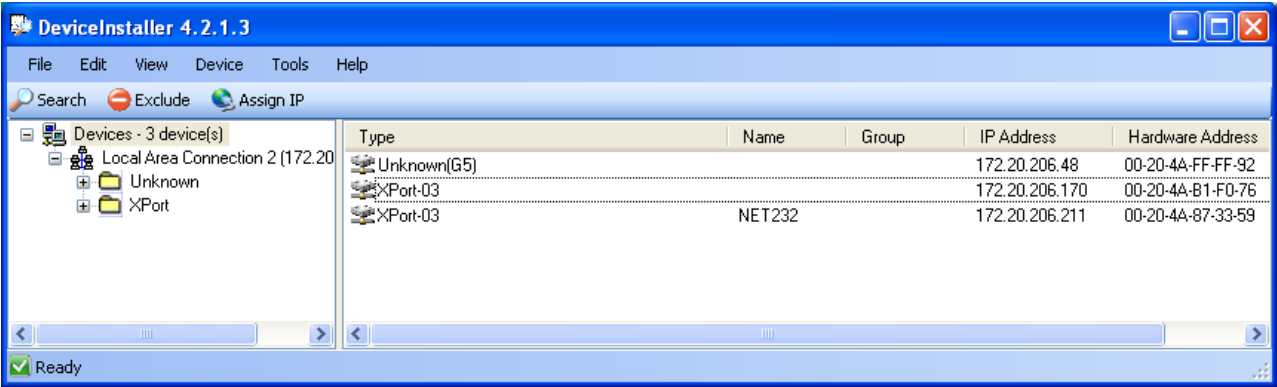 DeviceInstaller 4.2.1.3
File Edit View Device Tools Help
Search Exclude Assign IP
Devices - 3 device(s)
Local Area Connection 2 (172.20
Unknown
XPort
Type Name Group IP Address Hardware Address
Unknown(G5) 172.20.206.48 00-20-4A-FF-FF-92
XPort-03 172.20.206.170 00-20-4A-B1-F0-76
XPort-03 NET232 172.20.206.211 00-20-4A-87-33-59
Ready